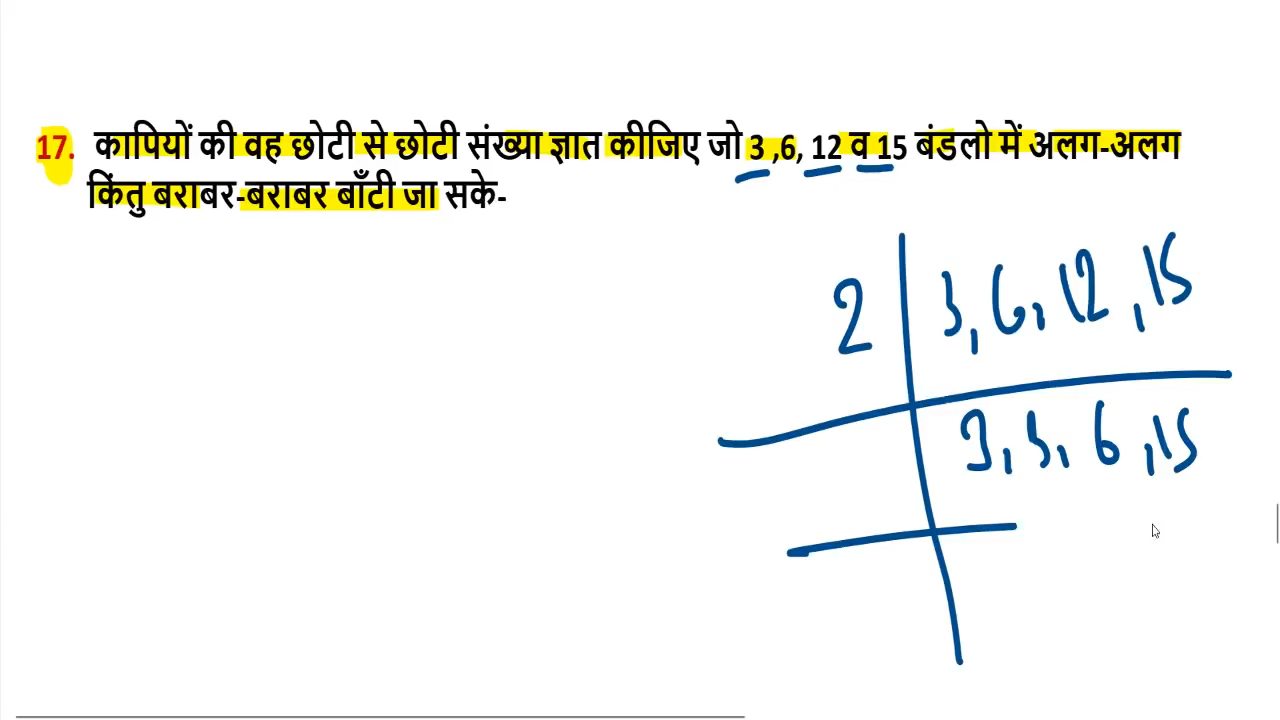 17. कापियों की वह छोटी से छोटी संख्या ज्ञात कीजिए जो 3 ,6, 12 व 15 बंडलो में अलग-अलग
किंतु बराबर-बराबर बाँटी जा सके-
2 3, 6, 12, 15
3, 3, 6, 15